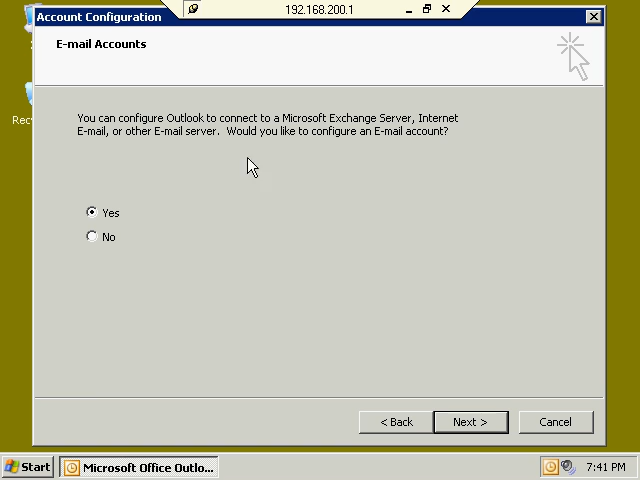 192.168.200.1
Account Configuration
E-mail Accounts
You can configure Outlook to connect to a Microsoft Exchange Server, Internet
E-mail, or other E-mail server. Would you like to configure an E-mail account?
Yes
No
< Back Next > Cancel
Start Microsoft Office Outlo... 7:41 PM